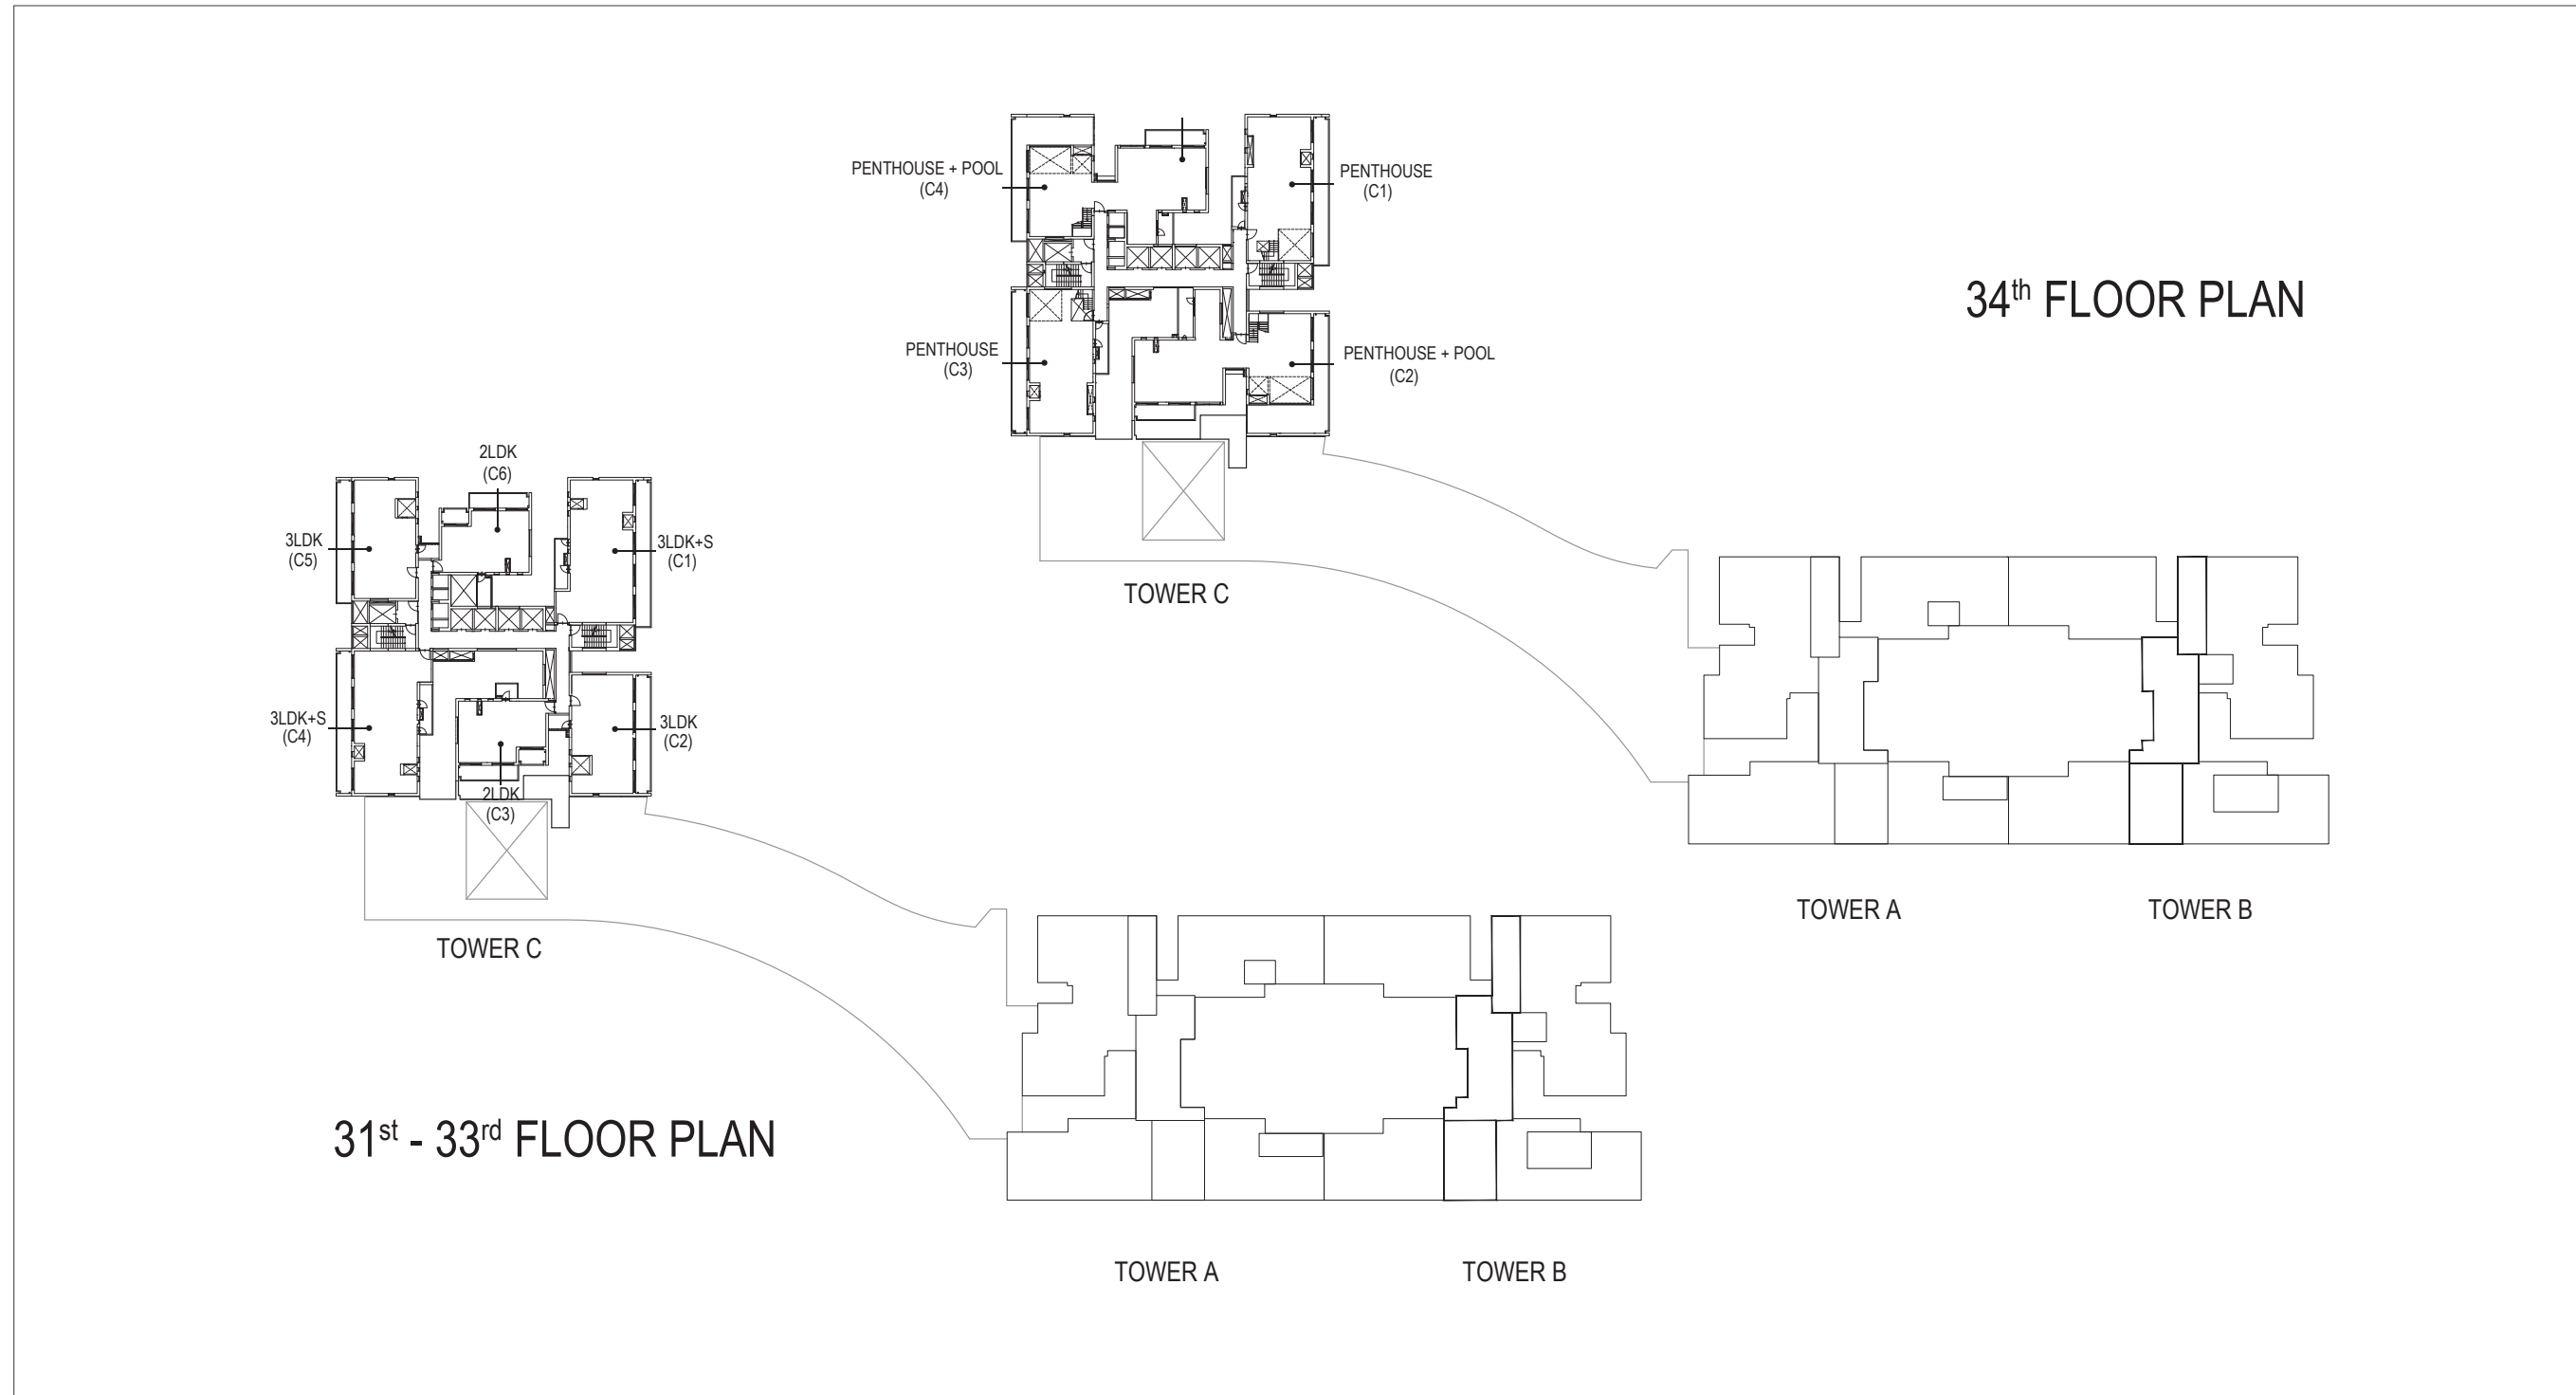 PENTHOUSE + POOL
(C4)
PENTHOUSE
(C1)
34th FLOOR PLAN
PENTHOUSE
(C3)
PENTHOUSE + POOL
(C2)
TOWER C
TOWER A
TOWER B
2LDK
(C6)
3LDK
(C5)
3LDK+S
(C1)
3LDK+S
(C4)
3LDK
(C2)
2LDK
(C3)
TOWER C
31st - 33rd FLOOR PLAN
TOWER A
TOWER B